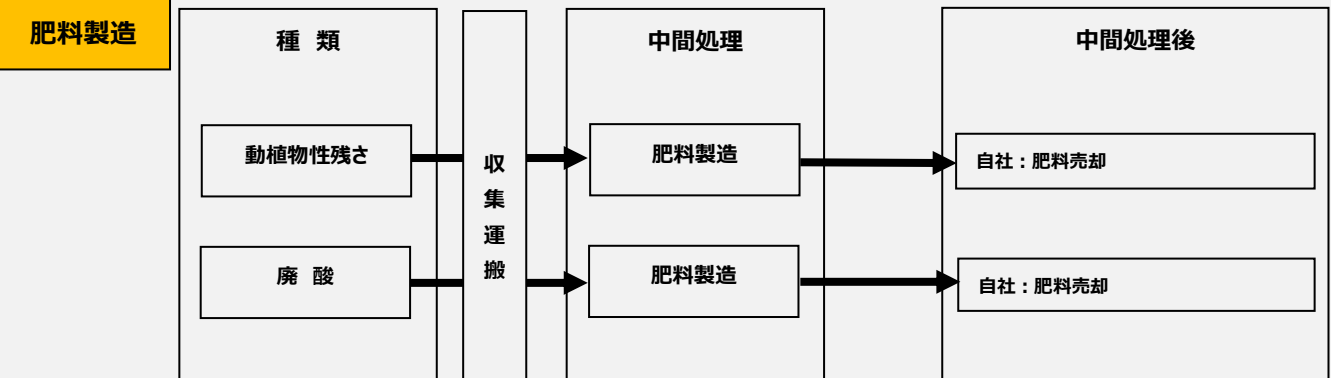 肥料製造
種 類
中間処理
中間処理後
動植物性残さ
収集運搬
肥料製造
自社：肥料売却
廃 酸
肥料製造
自社：肥料売却